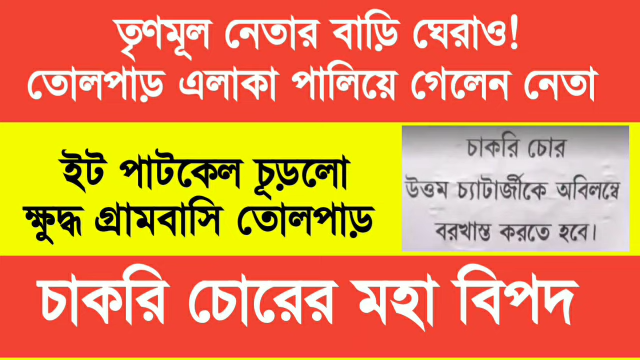 তৃণমূল নেতার বাড়ি ঘেরাও!
তোলপাড় এলাকা পালিয়ে গেলেন নেতা
ইট পাটকেল চূড়লো
ক্ষুদ্ধ গ্রামবাসি তোলপাড়
চাকরি চোর
উত্তম চ্যাটার্জীকে অবিলম্বে
বরখাস্ত করতে হবে।
চাকরি চোরের মহা বিপদ